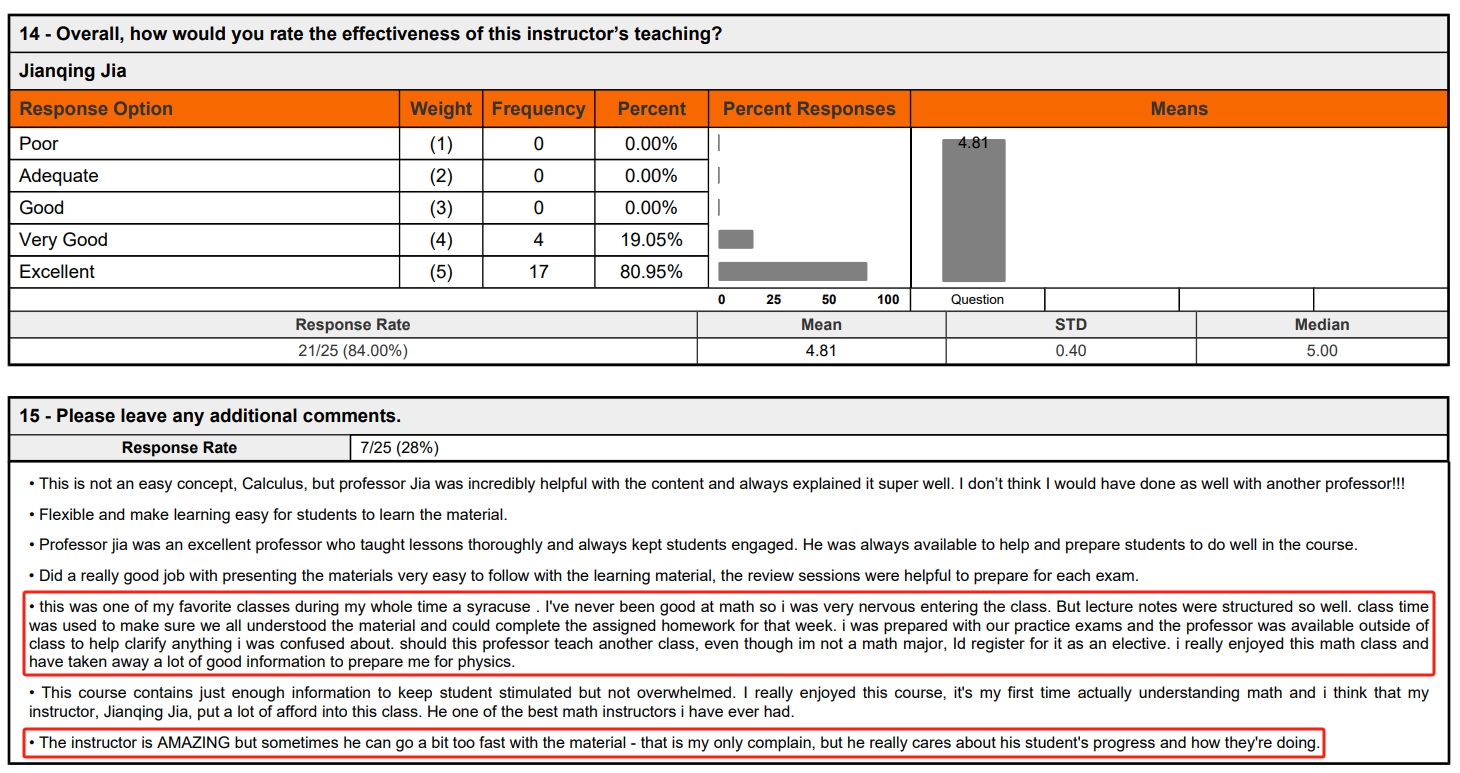 14 - Overall, how would you rate the effectiveness of this instructor’s teaching?
Jianqing Jia
Response Option Weight Frequency Percent Percent Responses Means
Poor (1) 0 0.00% 4.81
Adequate (2) 0 0.00%
Good (3) 0 0.00%
Very Good (4) 4 19.05%
Excellent (5) 17 80.95%
0 25 50 100 Question
Response Rate Mean STD Median
21/25 (84.00%) 4.81 0.40 5.00
15 - Please leave any additional comments.
Response Rate 7/25 (28%)
• This is not an easy concept, Calculus, but professor Jia was incredibly helpful with the content and always explained it super well. I don’t think I would have done as well with another professor!!!
• Flexible and make learning easy for students to learn the material.
• Professor jia was an excellent professor who taught lessons thoroughly and always kept students engaged. He was always available to help and prepare students to do well in the course.
• Did a really good job with presenting the materials very easy to follow with the learning material, the review sessions were helpful to prepare for each exam.
• this was one of my favorite classes during my whole time a syracuse . I've never been good at math so i was very nervous entering the class. But lecture notes were structured so well. class time
was used to make sure we all understood the material and could complete the assigned homework for that week. i was prepared with our practice exams and the professor was available outside of
class to help clarify anything i was confused about. should this professor teach another class, even though im not a math major, Id register for it as an elective. i really enjoyed this math class and
have taken away a lot of good information to prepare me for physics.
• This course contains just enough information to keep student stimulated but not overwhelmed. I really enjoyed this course, it's my first time actually understanding math and i think that my
instructor, Jianqing Jia, put a lot of afford into this class. He one of the best math instructors i have ever had.
• The instructor is AMAZING but sometimes he can go a bit too fast with the material - that is my only complain, but he really cares about his student's progress and how they're doing.